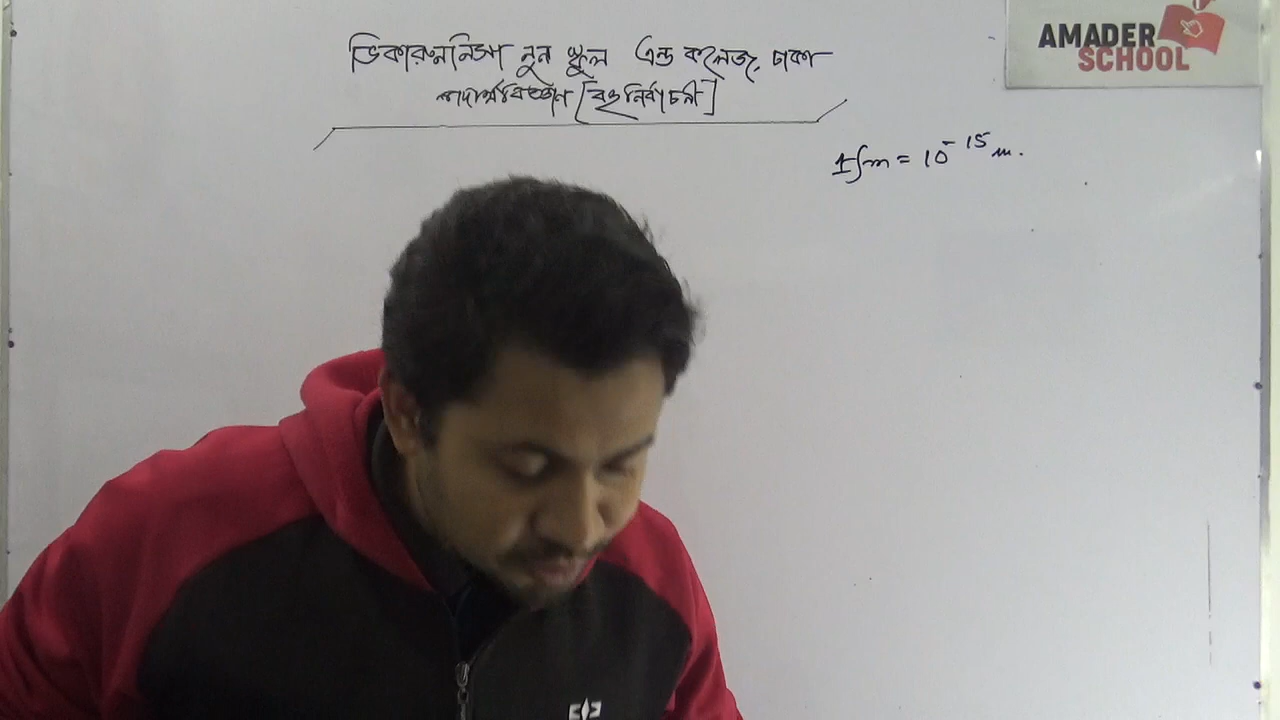 ভিকারুননিসা নুন স্কুল এন্ড কলেজ, ঢাকা
পদার্থবিজ্ঞান [বহুনির্বাচনী]
1fm = 10⁻¹⁵ m.
AMADER
SCHOOL